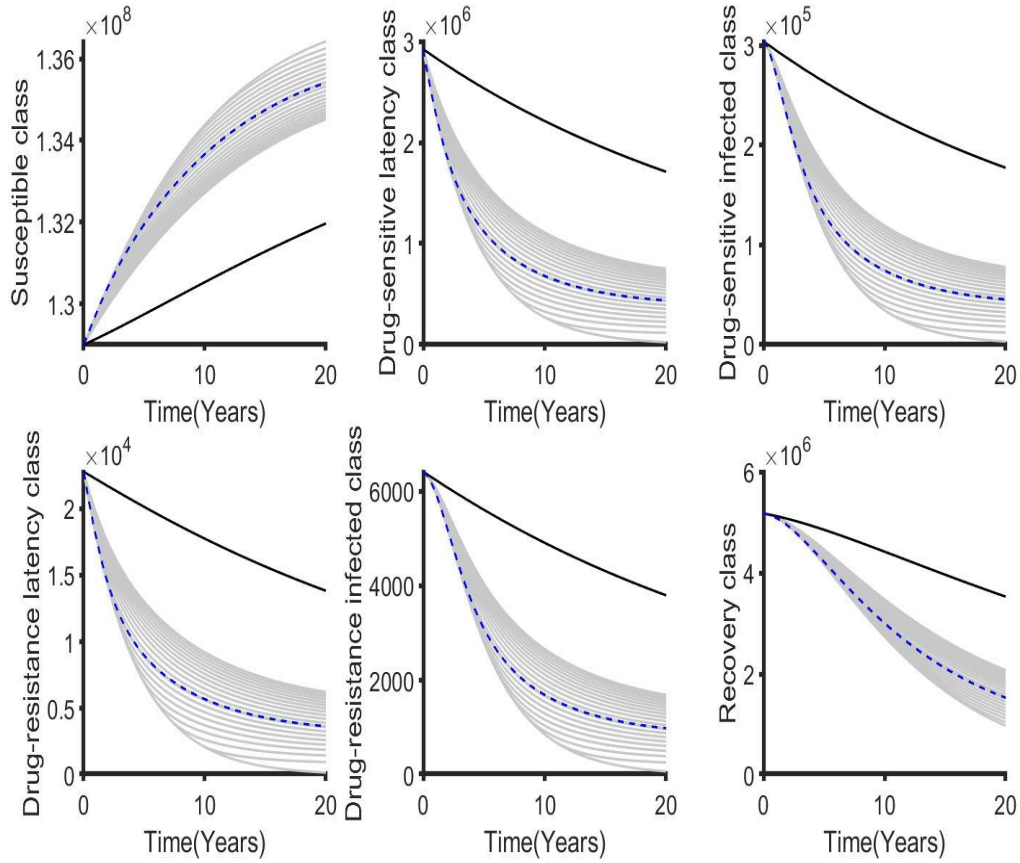 ×10^8
Susceptible class
1.36
1.34
1.32
1.3
0 10 20
Time(Years)
×10^6
Drug-sensitive latency class
3
2
1
0
0 10 20
Time(Years)
×10^5
Drug-sensitive infected class
3
2
1
0
0 10 20
Time(Years)
×10^4
Drug-resistance latency class
2
1.5
1
0.5
0
0 10 20
Time(Years)
Drug-resistance infected class
6000
4000
2000
0
0 10 20
Time(Years)
×10^6
Recovery class
6
4
2
0
0 10 20
Time(Years)